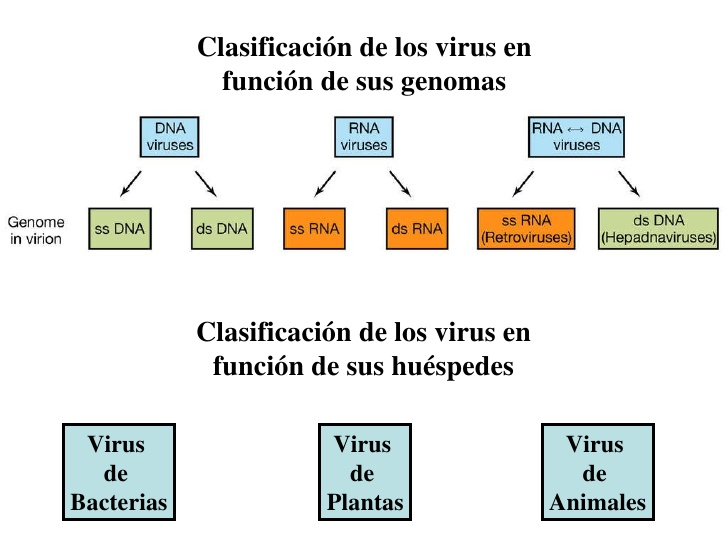 Clasificación de los virus en
función de sus genomas
DNA
viruses
RNA
viruses
RNA ↔ DNA
viruses
Genome
in virion
ss DNA
ds DNA
ss RNA
ds RNA
ss RNA
(Retroviruses)
ds DNA
(Hepadnaviruses)
Clasificación de los virus en
función de sus huéspedes
Virus
de
Bacterias
Virus
de
Plantas
Virus
de
Animales